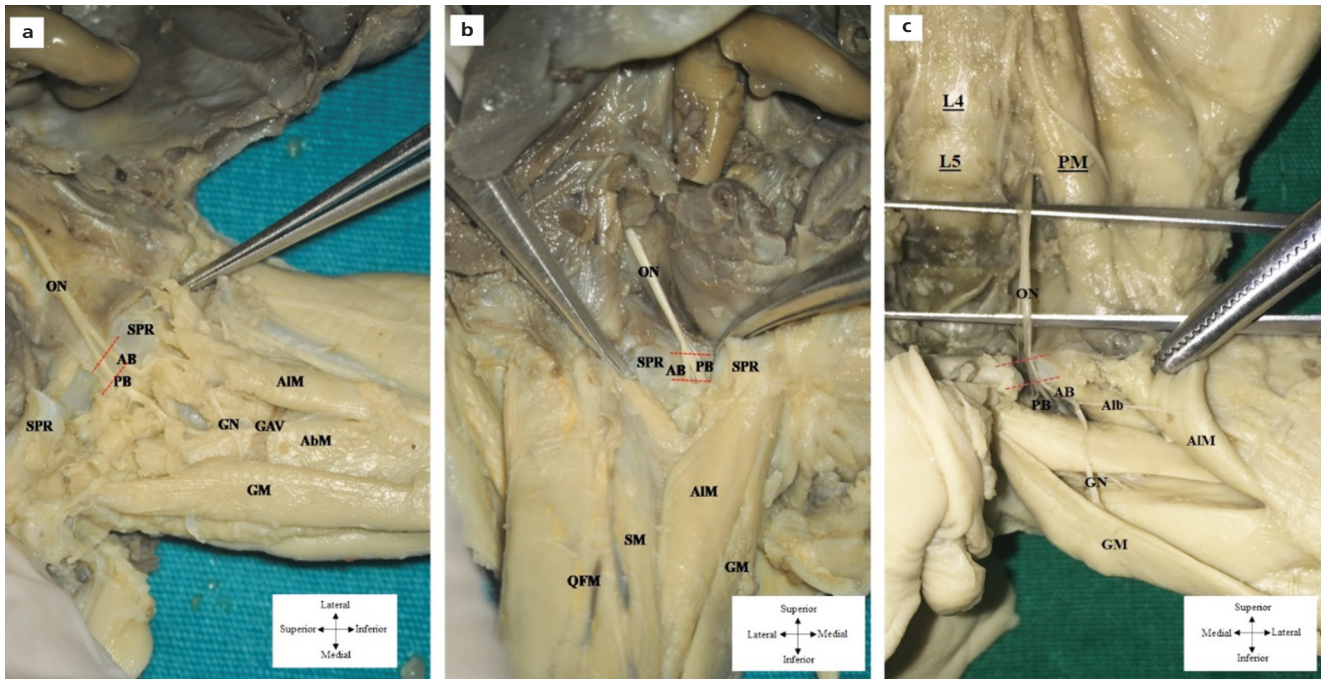 a
ON
SPR
AB
PB
SPR
AlM
GN
GAV
AbM
GM
Lateral
Superior Inferior
Medial
b
ON
SPR
AB
PB
SPR
AlM
SM
QFM
GM
Superior
Lateral Medial
Inferior
c
L4
L5
PM
ON
AB
PB
Alb
AlM
GN
GM
Superior
Medial Lateral
Inferior